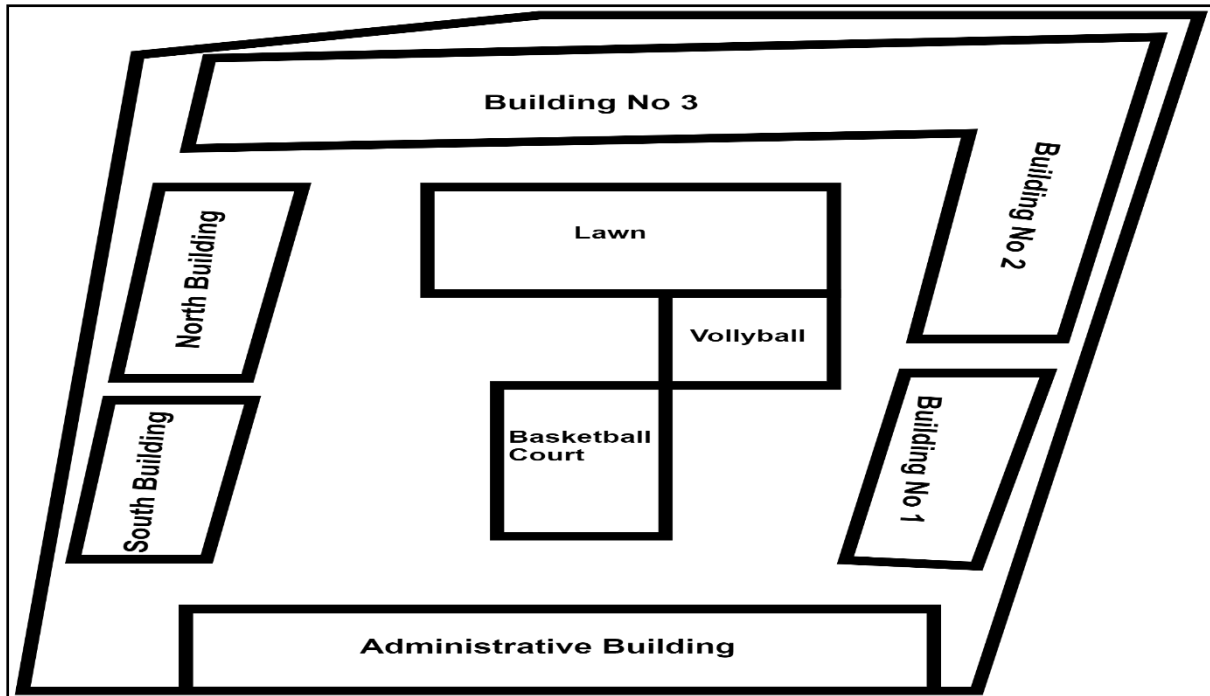 Building No 3
Building No 2
North Building
Lawn
Vollyball
Basketball
Court
Building No 1
South Building
Administrative Building